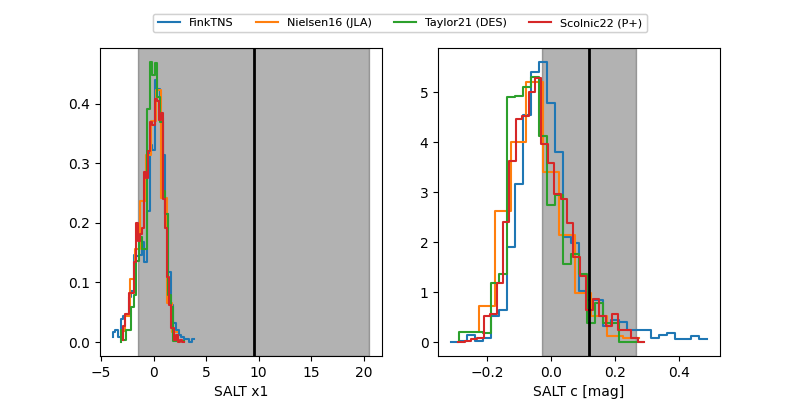 FinkTNS Nielsen16 (JLA) Taylor21 (DES) Scolnic22 (P+)
0.4
0.3
0.2
0.1
0.0
−5 0 5 10 15 20
SALT x1
5
4
3
2
1
0
−0.2 0.0 0.2 0.4
SALT c [mag]